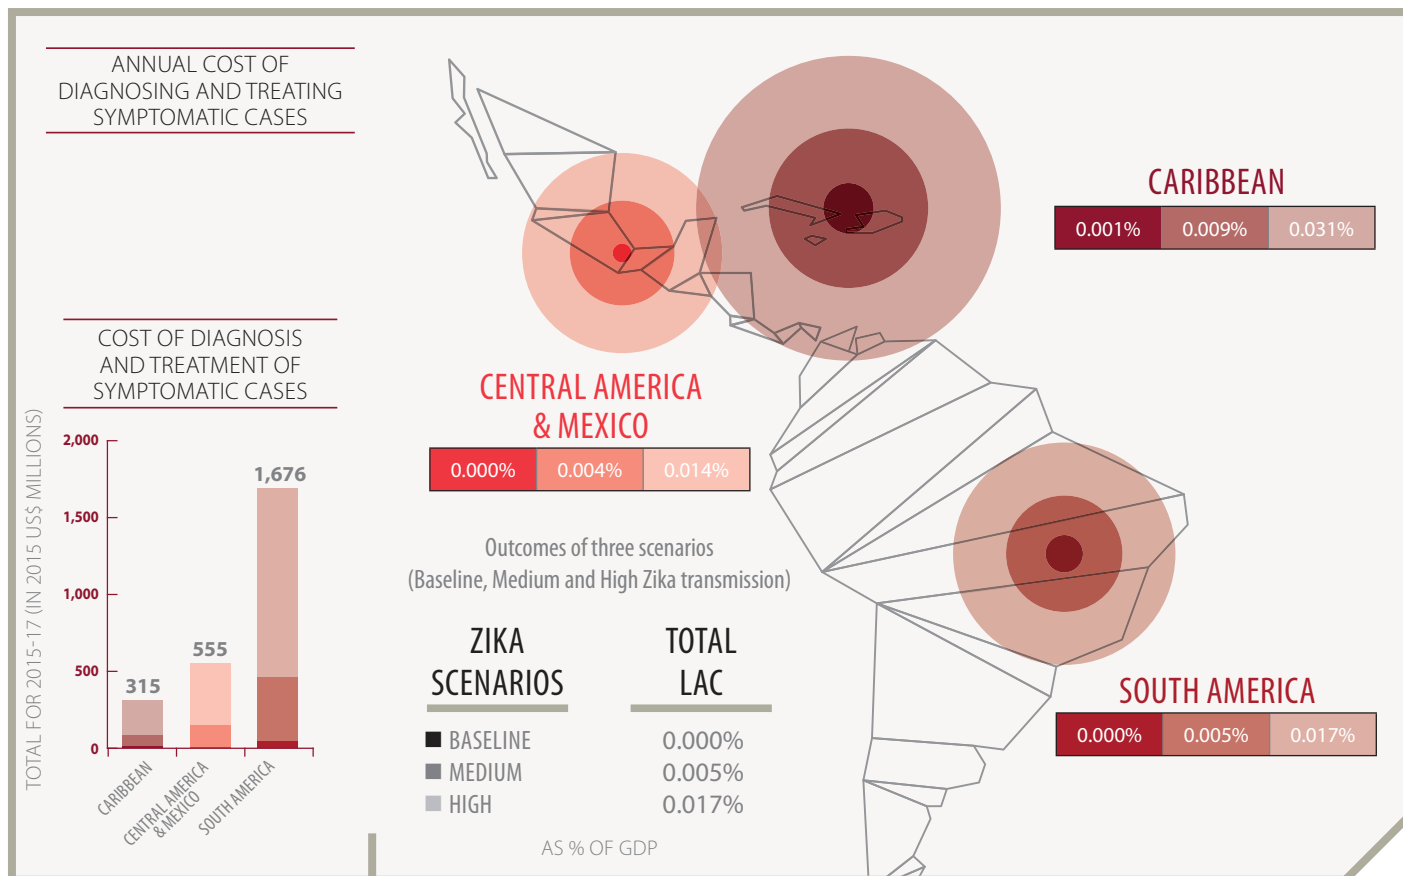 ANNUAL COST OF
DIAGNOSING AND TREATING
SYMPTOMATIC CASES
CARIBBEAN
0.001% 0.009% 0.031%
COST OF DIAGNOSIS
AND TREATMENT OF
SYMPTOMATIC CASES
TOTAL FOR 2015-17 (IN 2015 US$ MILLIONS)
2,000
1,500
1,000
500
0
315
555
1,676
CARIBBEAN
CENTRAL AMERICA
& MEXICO
SOUTH AMERICA
CENTRAL AMERICA
& MEXICO
0.000% 0.004% 0.014%
Outcomes of three scenarios
(Baseline, Medium and High Zika transmission)
ZIKA
SCENARIOS
TOTAL
LAC
BASELINE 0.000%
MEDIUM 0.005%
HIGH 0.017%
AS % OF GDP
SOUTH AMERICA
0.000% 0.005% 0.017%